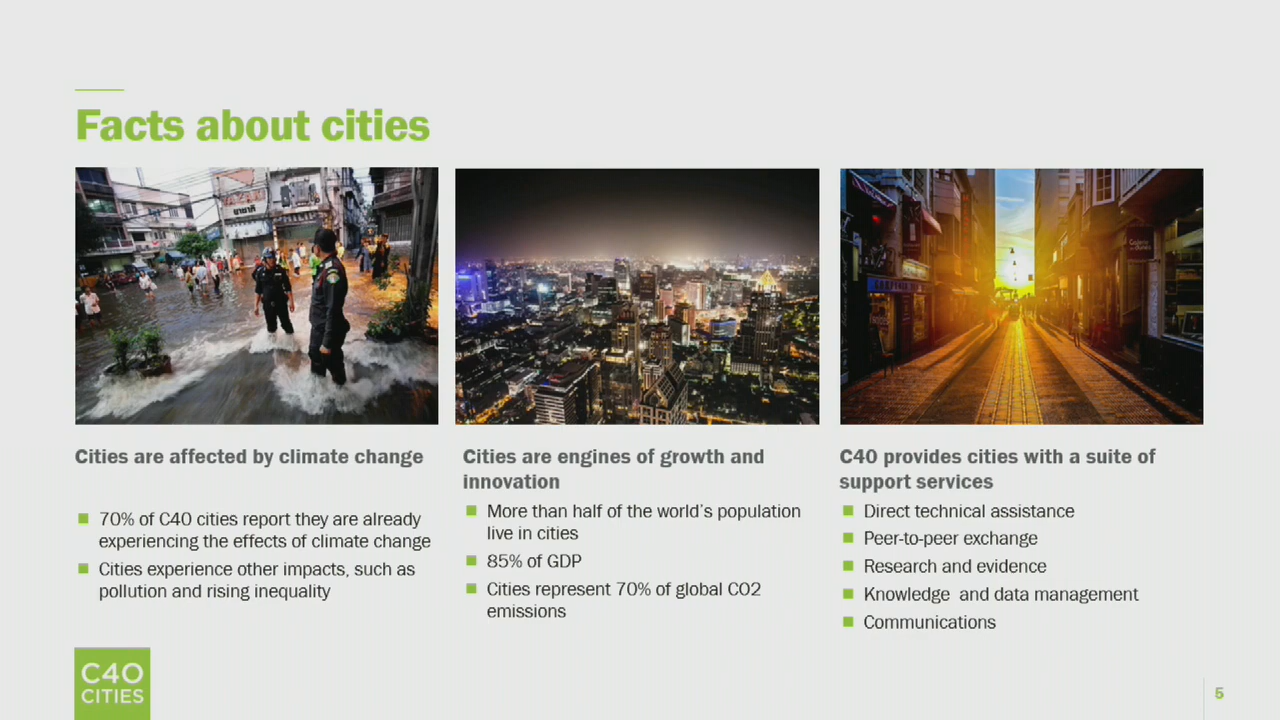 Facts about cities
Cities are affected by climate change
70% of C40 cities report they are already
experiencing the effects of climate change
Cities experience other impacts, such as
pollution and rising inequality
Cities are engines of growth and
innovation
More than half of the world's population
live in cities
85% of GDP
Cities represent 70% of global CO2
emissions
C40 provides cities with a suite of
support services
Direct technical assistance
Peer-to-peer exchange
Research and evidence
Knowledge  and data management
Communications
C40
CITIES
5